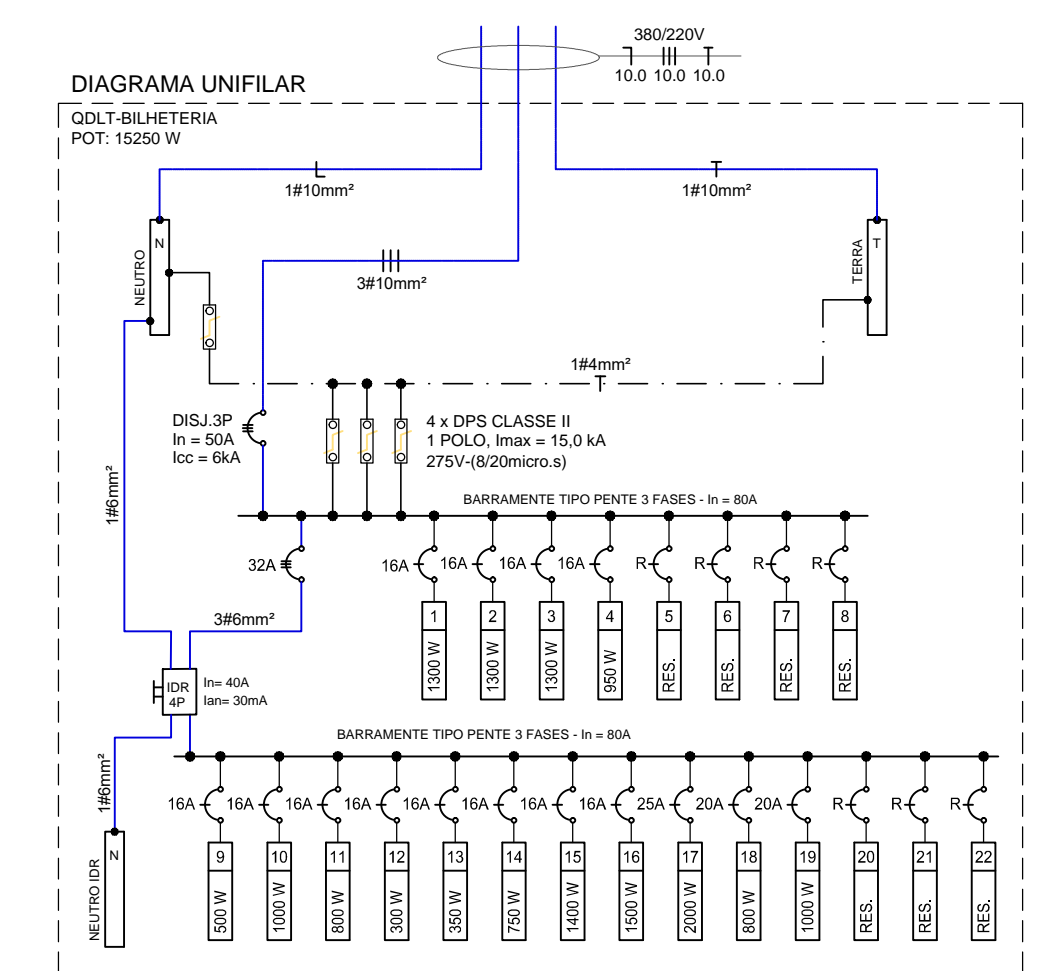 380/220V
10.0 10.0 10.0
DIAGRAMA UNIFILAR
QDLT-BILHETERIA
POT: 15250 W
1#10mm²
1#10mm²
N
NEUTRO
T
TERRA
3#10mm²
1#4mm²
DISJ.3P
In = 50A
Icc = 6kA
4 x DPS CLASSE II
1 POLO, Imax = 15,0 kA
275V-(8/20micro.s)
1#6mm²
BARRAMENTE TIPO PENTE 3 FASES - In = 80A
32A
16A 16A 16A 16A R R R R
3#6mm²
1 2 3 4 5 6 7 8
1300 W 1300 W 1300 W 950 W RES. RES. RES. RES.
IDR
4P
In= 40A
Ian= 30mA
BARRAMENTE TIPO PENTE 3 FASES - In = 80A
1#6mm²
16A 16A 16A 16A 16A 16A 16A 16A 25A 20A 20A R R R
N
NEUTRO IDR
9 10 11 12 13 14 15 16 17 18 19 20 21 22
500 W 1000 W 800 W 300 W 350 W 750 W 1400 W 1500 W 2000 W 800 W 1000 W RES. RES. RES.